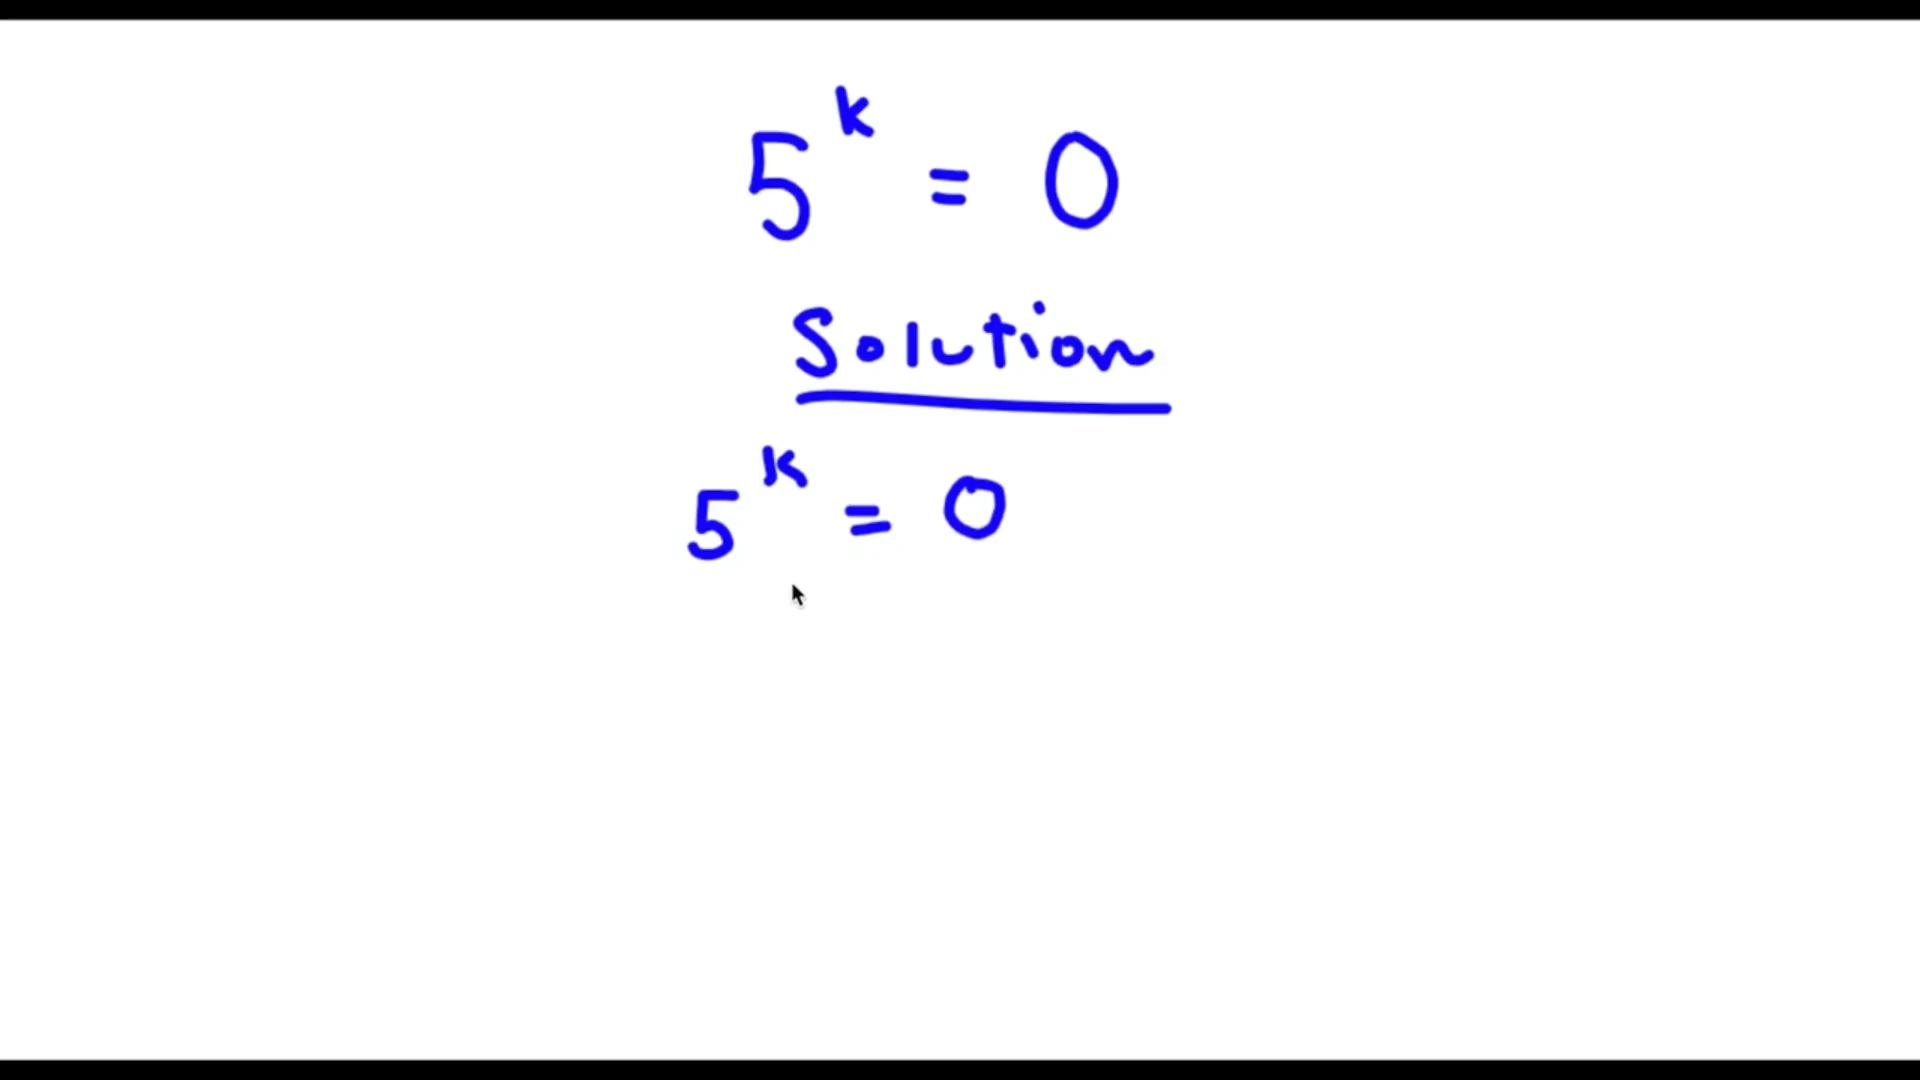 5^k = 0
Solution
5^k = 0